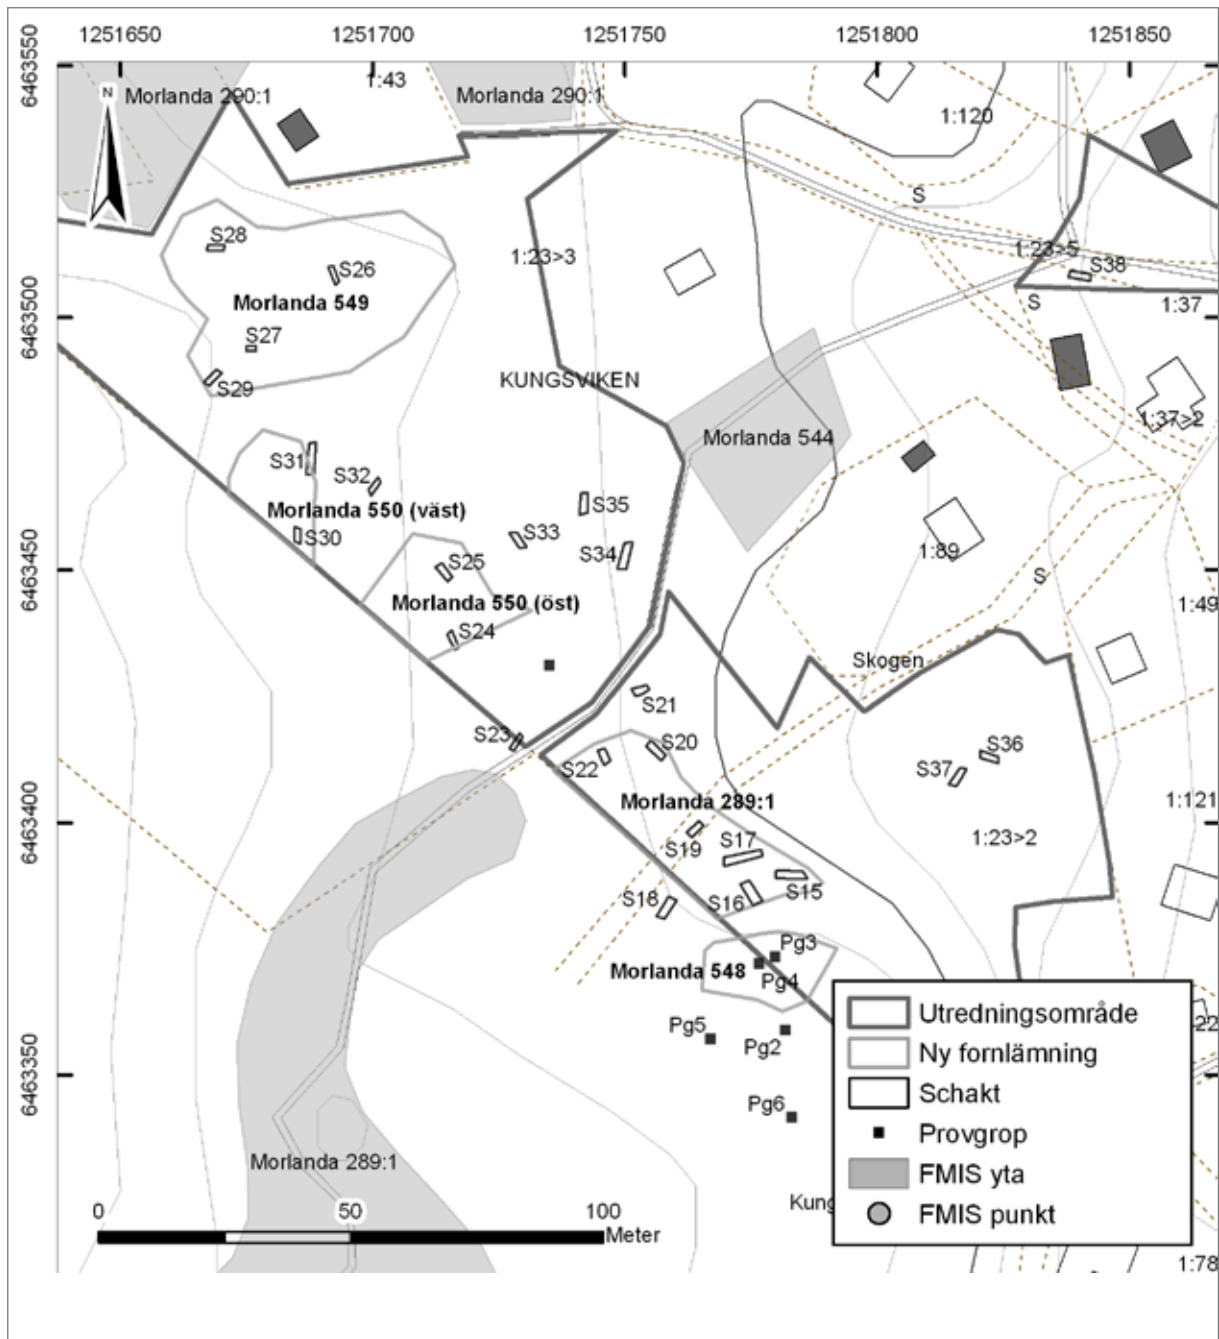 1251650
1251700
1251750
1251800
1251850
6463550
6463500
6463450
6463400
6463350
N
Morlanda 290:1
1:43
Morlanda 290:1
1:120
S
S28
S26
Morlanda 549
S27
S29
1:23>3
1:23>5
S38
S
1:37
KUNGSVIKEN
1:37>2
Morlanda 544
S31
S32
Morlanda 550 (väst)
S30
S35
S33
S34
S25
Morlanda 550 (öst)
S24
1:89
S
1:49
Skogen
S21
S23
S20
S22
S36
S37
Morlanda 289:1
1:121
S19
S17
1:23>2
S18
S16
S15
Pg3
Morlanda 548
Pg4
Pg5
Pg2
Pg6
Morlanda 289:1
Kung
22
1:78
0
50
100
Meter
Utredningsområde
Ny fornlämning
Schakt
Provgrop
FMIS yta
FMIS punkt